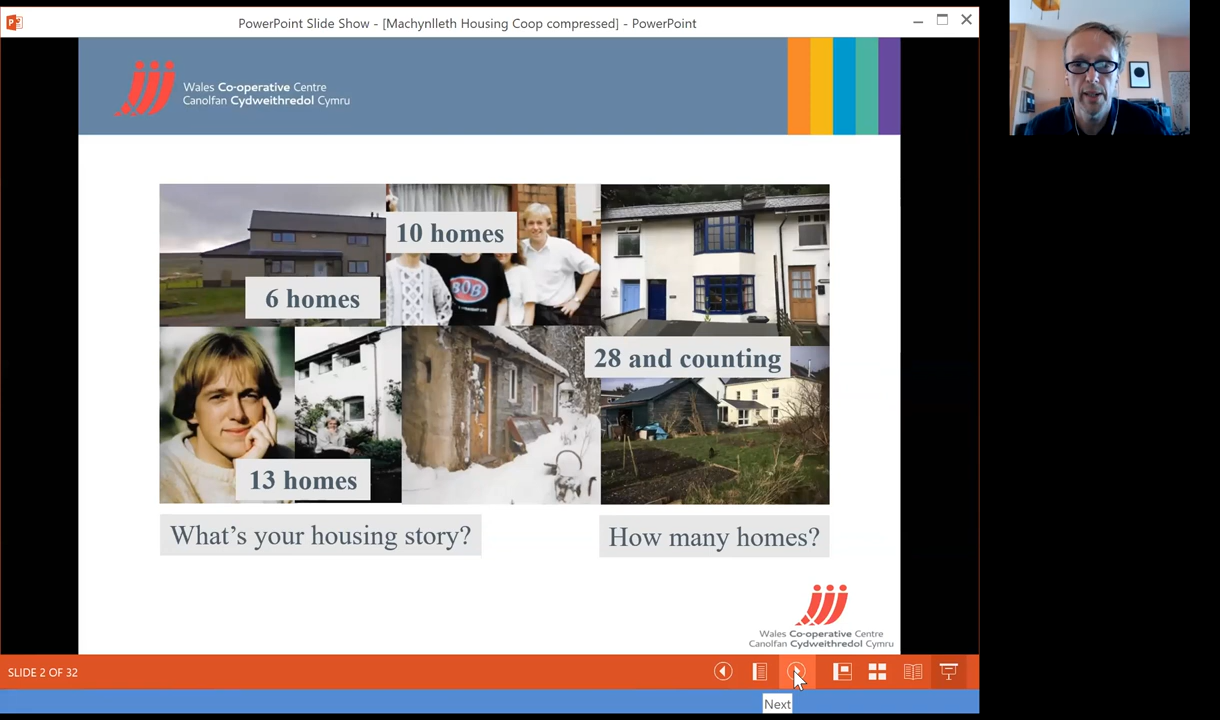 PowerPoint Slide Show - [Machynlleth Housing Coop compressed] - PowerPoint
Wales Co-operative Centre
Canolfan Cydweithredol Cymru
10 homes
6 homes
BOB
28 and counting
13 homes
What's your housing story?
How many homes?
Wales Co-operative Centre
Canolfan Cydweithredol Cymru
SLIDE 2 OF 32
Next